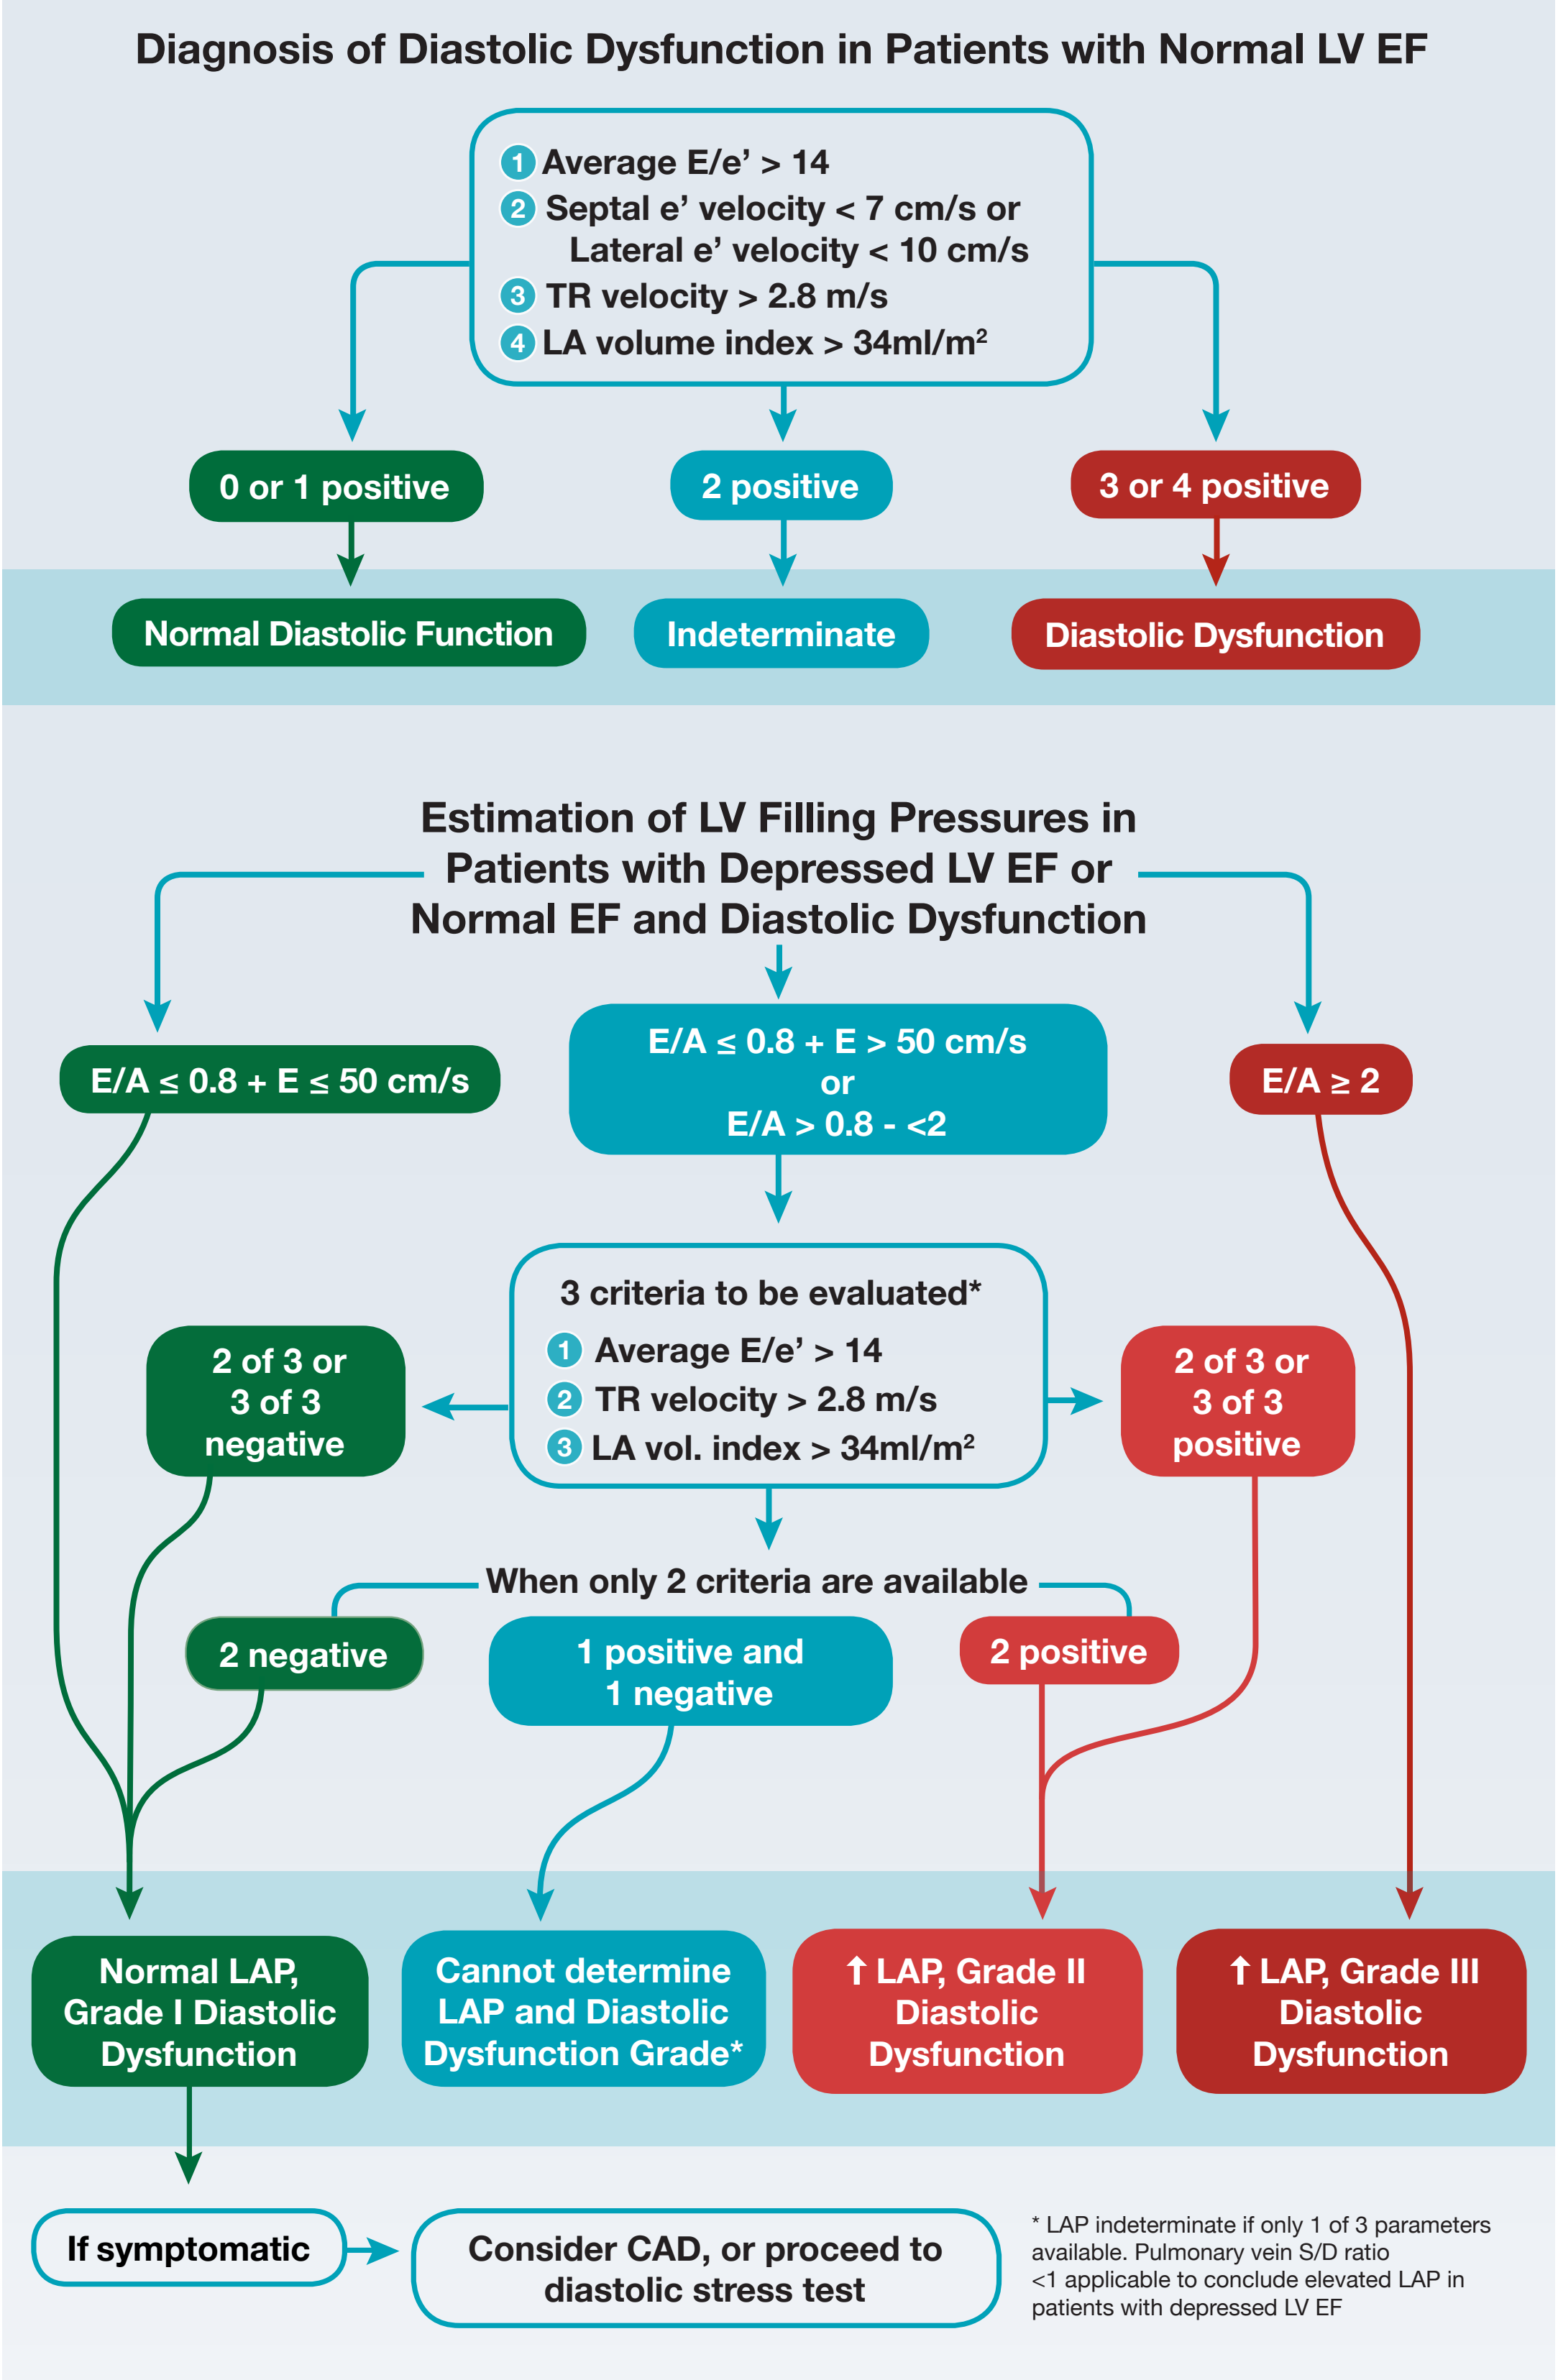 Diagnosis of Diastolic Dysfunction in Patients with Normal LV EF
1 Average E/e’ > 14
2 Septal e’ velocity < 7 cm/s or
Lateral e’ velocity < 10 cm/s
3 TR velocity > 2.8 m/s
4 LA volume index > 34ml/m²
0 or 1 positive
2 positive
3 or 4 positive
Normal Diastolic Function
Indeterminate
Diastolic Dysfunction
Estimation of LV Filling Pressures in
Patients with Depressed LV EF or
Normal EF and Diastolic Dysfunction
E/A ≤ 0.8 + E ≤ 50 cm/s
E/A ≤ 0.8 + E > 50 cm/s
or
E/A > 0.8 - <2
E/A ≥ 2
3 criteria to be evaluated*
1 Average E/e’ > 14
2 TR velocity > 2.8 m/s
3 LA vol. index > 34ml/m²
2 of 3 or
3 of 3
negative
2 of 3 or
3 of 3
positive
When only 2 criteria are available
2 negative
1 positive and
1 negative
2 positive
Normal LAP,
Grade I Diastolic
Dysfunction
Cannot determine
LAP and Diastolic
Dysfunction Grade*
↑ LAP, Grade II
Diastolic
Dysfunction
↑ LAP, Grade III
Diastolic
Dysfunction
If symptomatic
Consider CAD, or proceed to
diastolic stress test
* LAP indeterminate if only 1 of 3 parameters
available. Pulmonary vein S/D ratio
<1 applicable to conclude elevated LAP in
patients with depressed LV EF